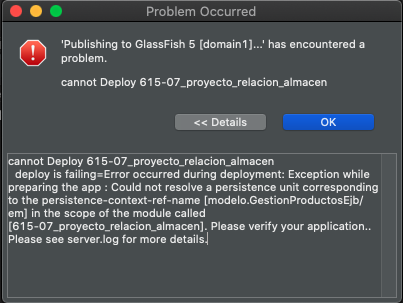 Problem Occurred
'Publishing to GlassFish 5 [domain1]...' has encountered a
problem.
cannot Deploy 615-07_proyecto_relacion_almacen
<< Details
OK
cannot Deploy 615-07_proyecto_relacion_almacen
deploy is failing=Error occurred during deployment: Exception while
preparing the app : Could not resolve a persistence unit corresponding
to the persistence-context-ref-name [modelo.GestionProductosEjb/
em] in the scope of the module called
[615-07_proyecto_relacion_almacen]. Please verify your application..
Please see server.log for more details.